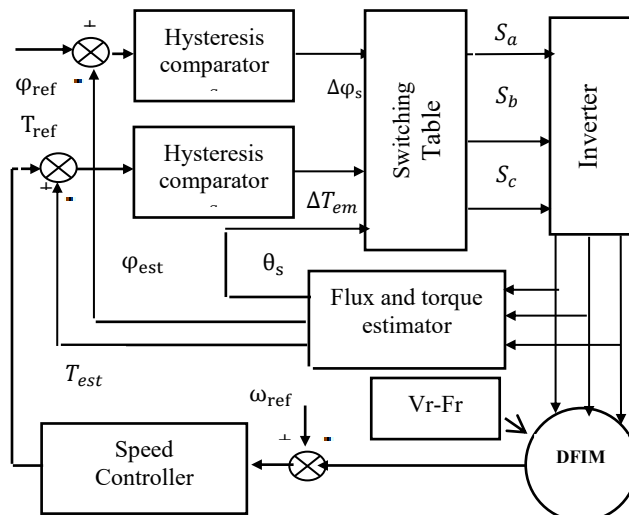 Hysteresis
comparator
φref
Δφs
Tref
Hysteresis
comparator
ΔTem
Switching
Table
Sa
Sb
Sc
Inverter
φest
θs
Flux and torque
estimator
Test
ωref
Vr-Fr
Speed
Controller
DFIM